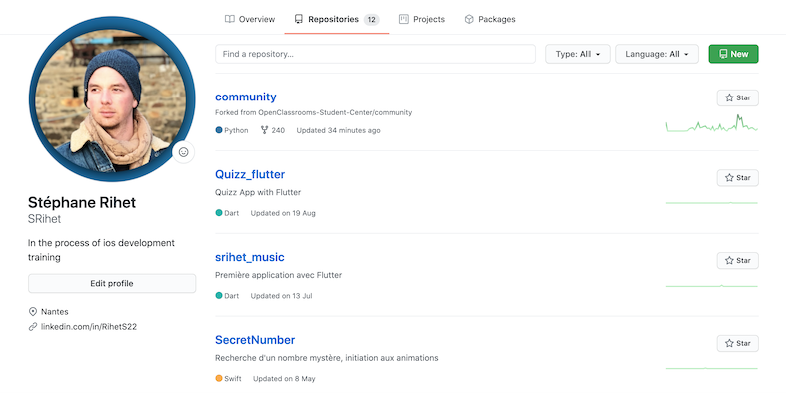 Overview
Repositories 12
Projects
Packages
Find a repository...
Type: All
Language: All
New
community
Star
Forked from OpenClassrooms-Student-Center/community
Python 240 Updated 34 minutes ago
Quizz_flutter
Star
Quizz App with Flutter
Dart Updated on 19 Aug
srihet_music
Star
Première application avec Flutter
Dart Updated on 13 Jul
SecretNumber
Star
Recherche d'un nombre mystère, initiation aux animations
Swift Updated on 8 May
Stéphane Rihet
SRihet
In the process of ios development
training
Edit profile
Nantes
linkedin.com/in/RihetS22